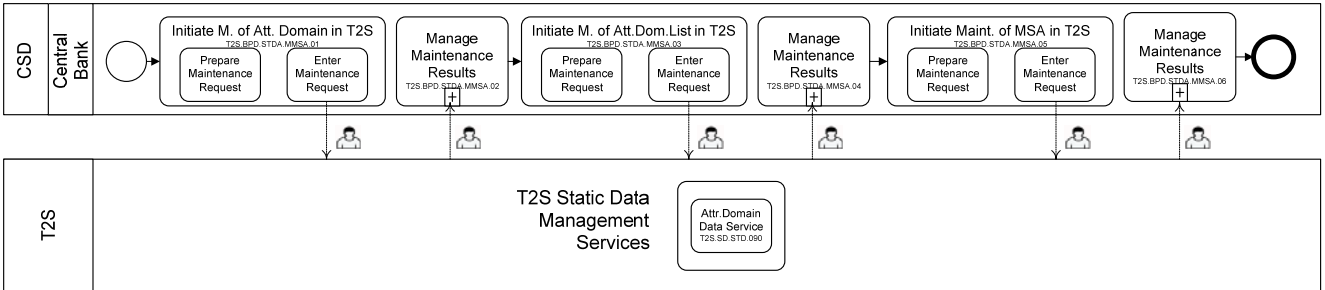 CSD
Central
Bank
Initiate M. of Att. Domain in T2S
T2S.BPD.STDA.MMSA.01
Prepare
Maintenance
Request
Enter
Maintenance
Request
Manage
Maintenance
Results
T2S.BPD.STDA.MMSA.02
Initiate M. of Att.Dom.List in T2S
T2S.BPD.STDA.MMSA.03
Prepare
Maintenance
Request
Enter
Maintenance
Request
Manage
Maintenance
Results
T2S.BPD.STDA.MMSA.04
Initiate Maint. of MSA in T2S
T2S.BPD.STDA.MMSA.05
Prepare
Maintenance
Request
Enter
Maintenance
Request
Manage
Maintenance
Results
T2S.BPD.STDA.MMSA.06
T2S
T2S Static Data
Management
Services
Attr.Domain
Data Service
T2S.SD.STD.090